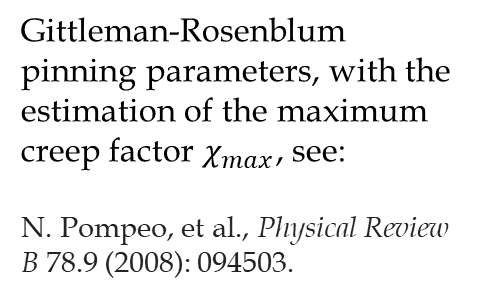 Gittleman-Rosenblum
pinning parameters, with the
estimation of the maximum
creep factor χmax, see:
N. Pompeo, et al., Physical Review
B 78.9 (2008): 094503.